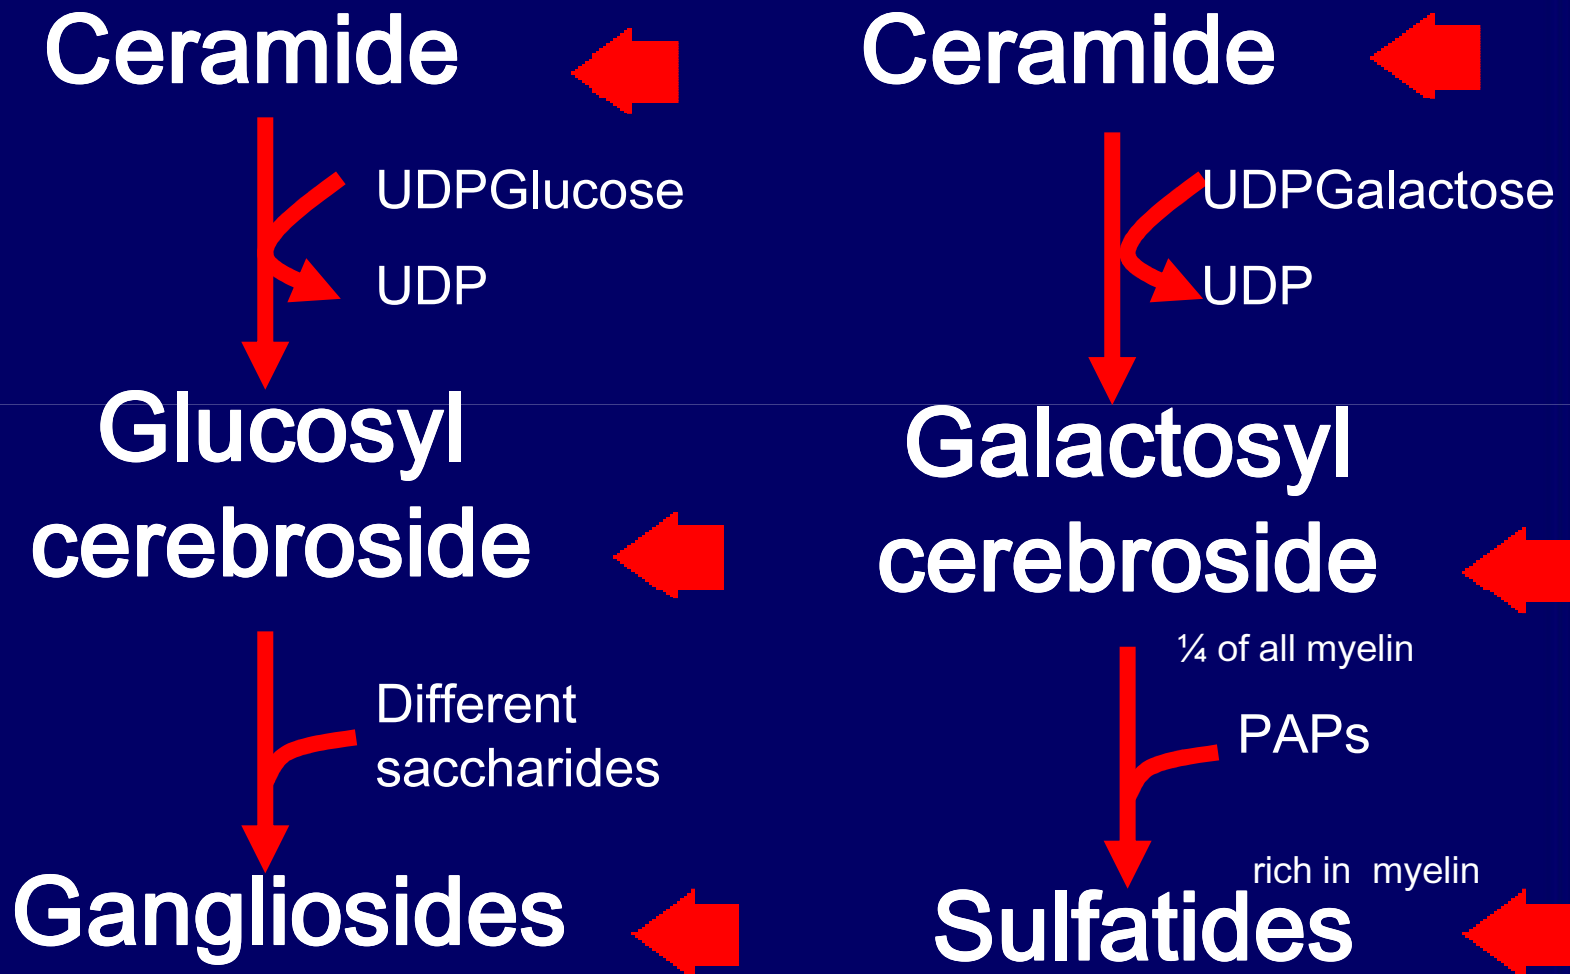 Ceramide
UDPGlucose
UDP
Glucosyl
cerebroside
Different
saccharides
Gangliosides
Ceramide
UDPGalactose
UDP
Galactosyl
cerebroside
¼ of all myelin
PAPs
rich in myelin
Sulfatides